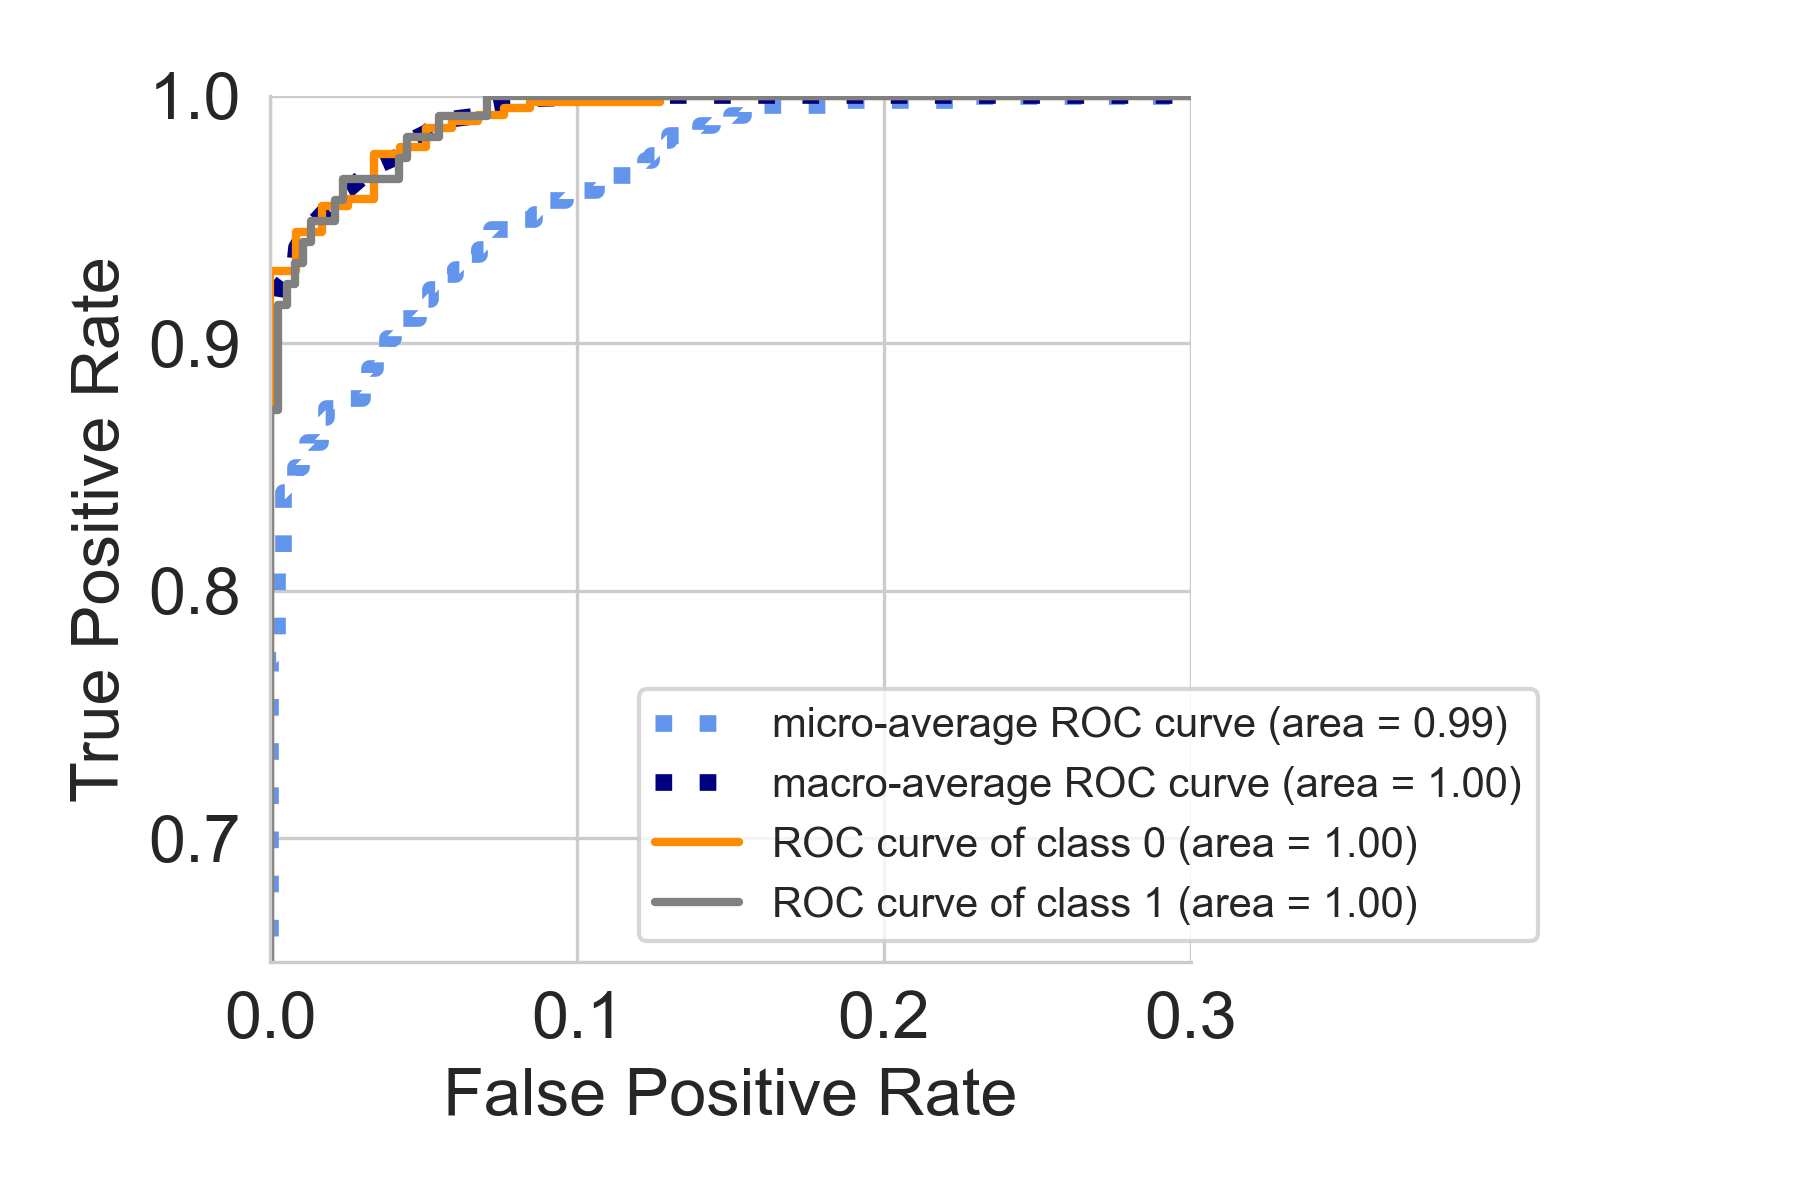 1.0
0.9
0.8
0.7
True Positive Rate
micro-average ROC curve (area = 0.99)
macro-average ROC curve (area = 1.00)
ROC curve of class 0 (area = 1.00)
ROC curve of class 1 (area = 1.00)
0.0 0.1 0.2 0.3
False Positive Rate